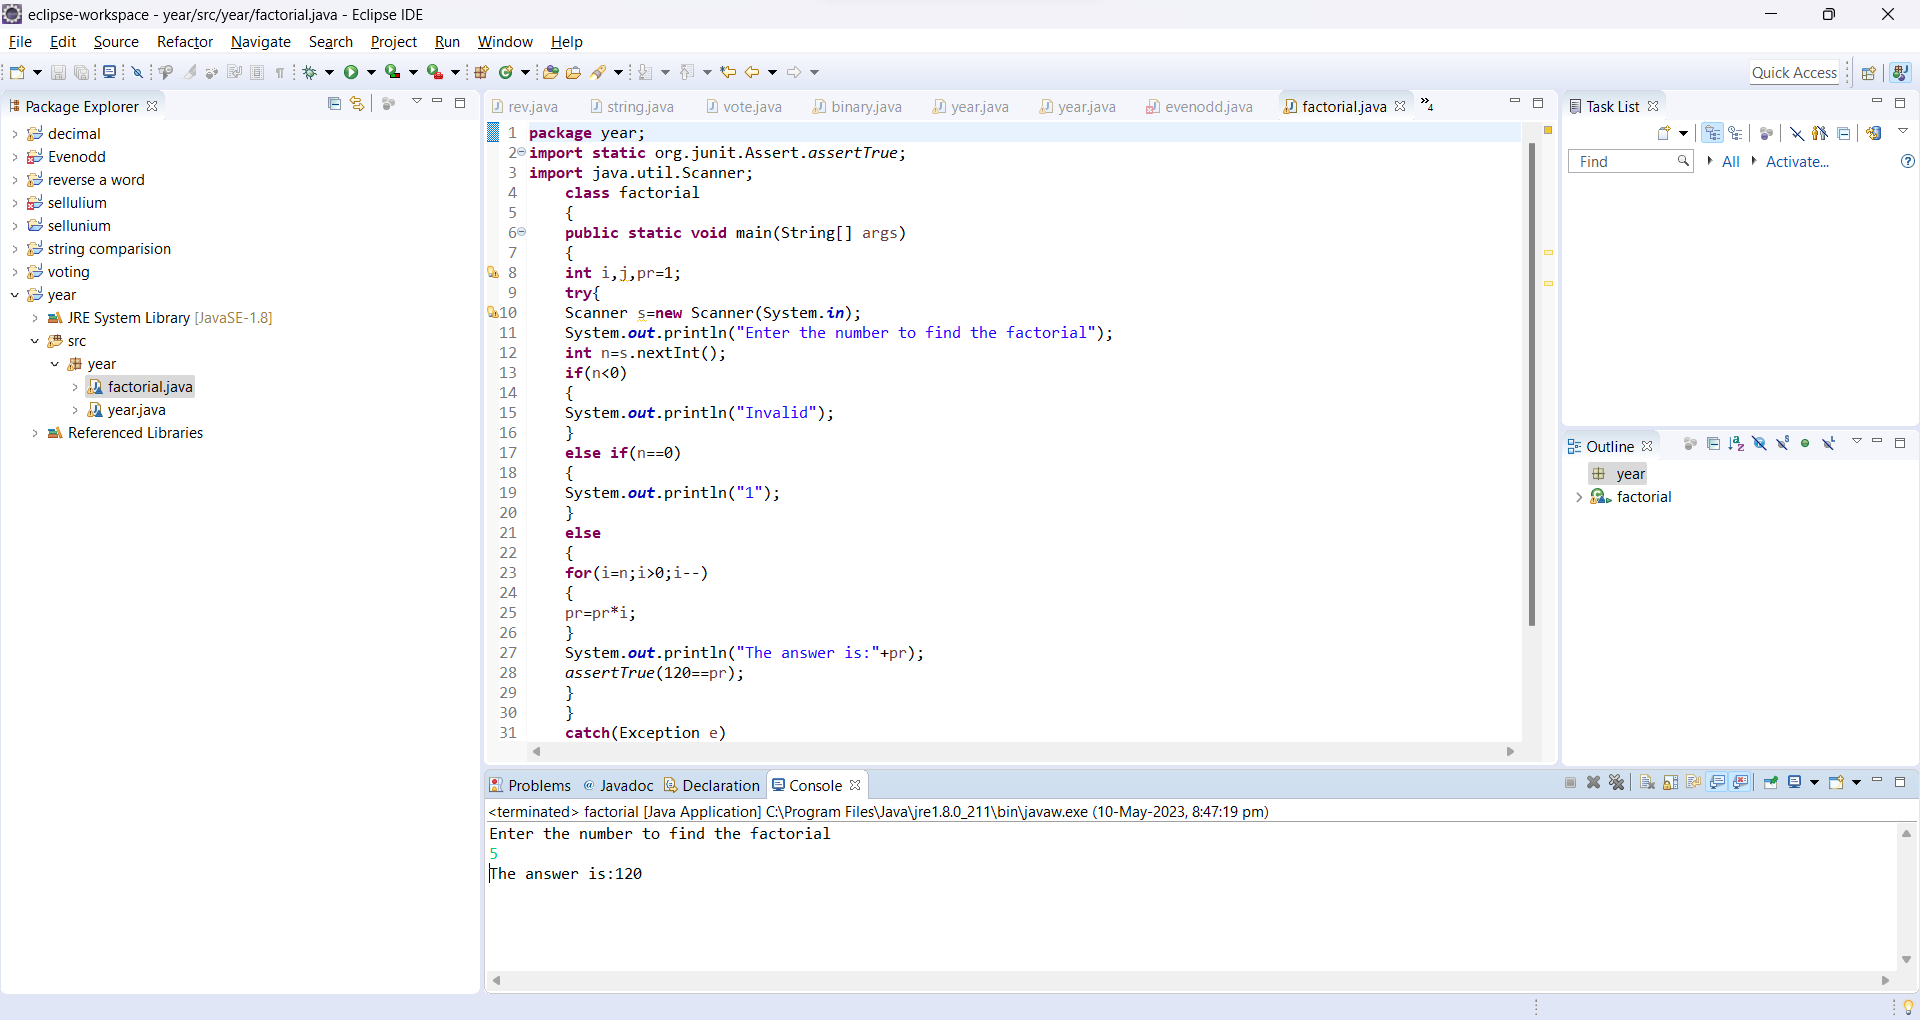 eclipse-workspace - year/src/year/factorial.java - Eclipse IDE
File Edit Source Refactor Navigate Search Project Run Window Help
Quick Access
Package Explorer
decimal
Evenodd
reverse a word
sellulium
sellunium
string comparision
voting
year
JRE System Library [JavaSE-1.8]
src
year
factorial.java
year.java
Referenced Libraries
rev.java string.java vote.java binary.java year.java year.java evenodd.java factorial.java »4
1 package year;
2 import static org.junit.Assert.assertTrue;
3 import java.util.Scanner;
4 class factorial
5 {
6 public static void main(String[] args)
7 {
8 int i,j,pr=1;
9 try{
10 Scanner s=new Scanner(System.in);
11 System.out.println("Enter the number to find the factorial");
12 int n=s.nextInt();
13 if(n<0)
14 {
15 System.out.println("Invalid");
16 }
17 else if(n==0)
18 {
19 System.out.println("1");
20 }
21 else
22 {
23 for(i=n;i>0;i--)
24 {
25 pr=pr*i;
26 }
27 System.out.println("The answer is:"+pr);
28 assertTrue(120==pr);
29 }
30 }
31 catch(Exception e)
Task List
Find All Activate...
Outline
year
factorial
Problems @ Javadoc Declaration Console
<terminated> factorial [Java Application] C:\Program Files\Java\jre1.8.0_211\bin\javaw.exe (10-May-2023, 8:47:19 pm)
Enter the number to find the factorial
5
The answer is:120